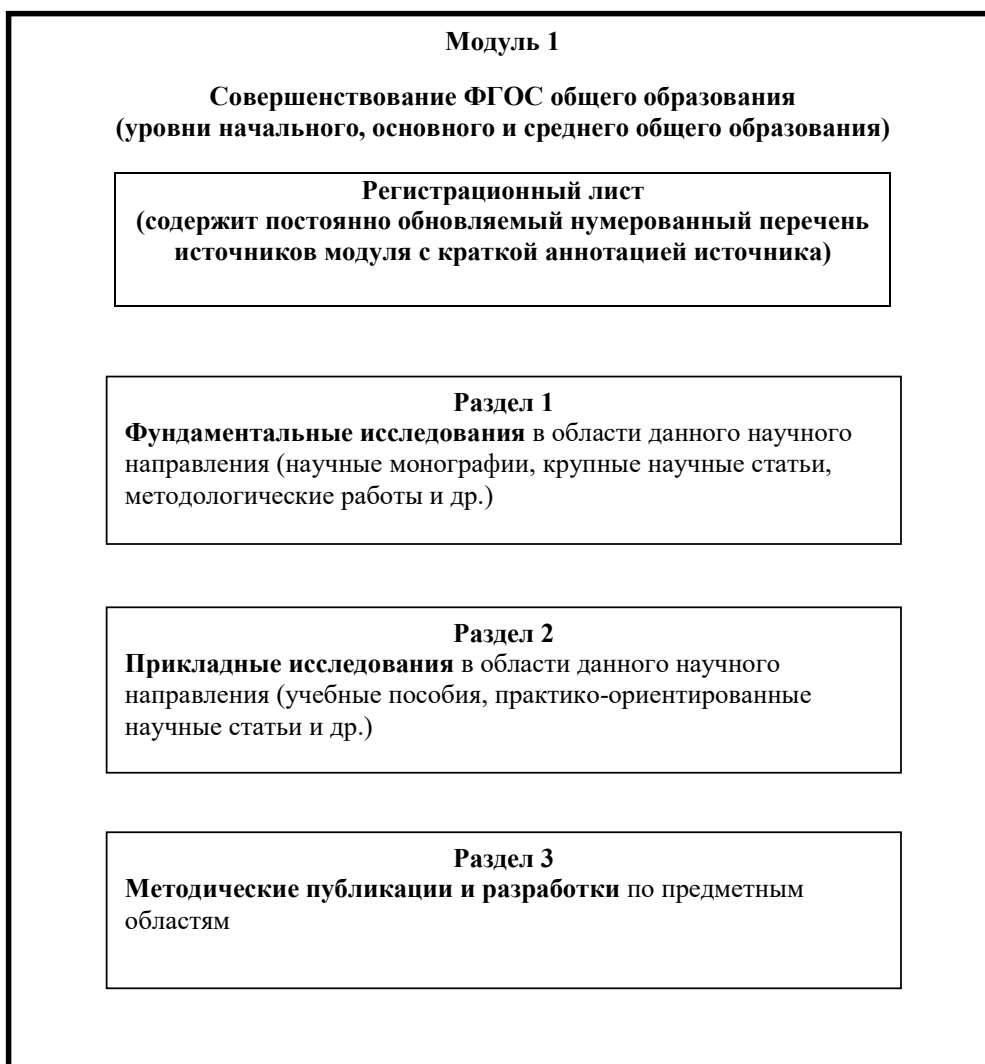 Модуль 1
Совершенствование ФГОС общего образования
(уровни начального, основного и среднего общего образования)
Регистрационный лист
(содержит постоянно обновляемый нумерованный перечень
источников модуля с краткой аннотацией источника)
Раздел 1
Фундаментальные исследования в области данного научного
направления (научные монографии, крупные научные статьи,
методологические работы и др.)
Раздел 2
Прикладные исследования в области данного научного
направления (учебные пособия, практико-ориентированные
научные статьи и др.)
Раздел 3
Методические публикации и разработки по предметным
областям